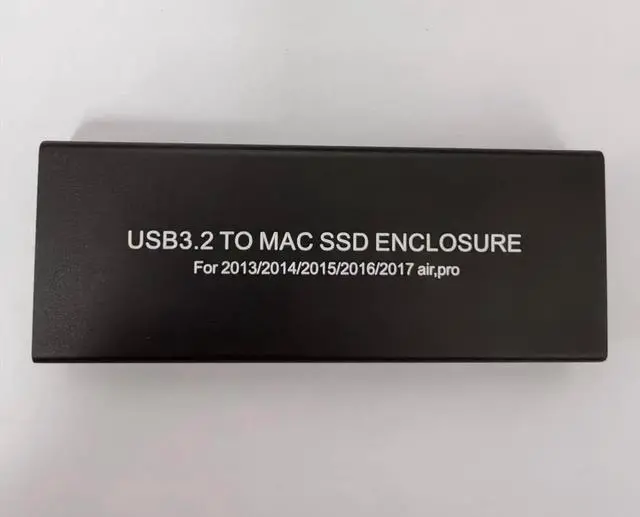 USB3.2 TO MAC SSD ENCLOSURE
For 2013/2014/2015/2016/2017 air,pro